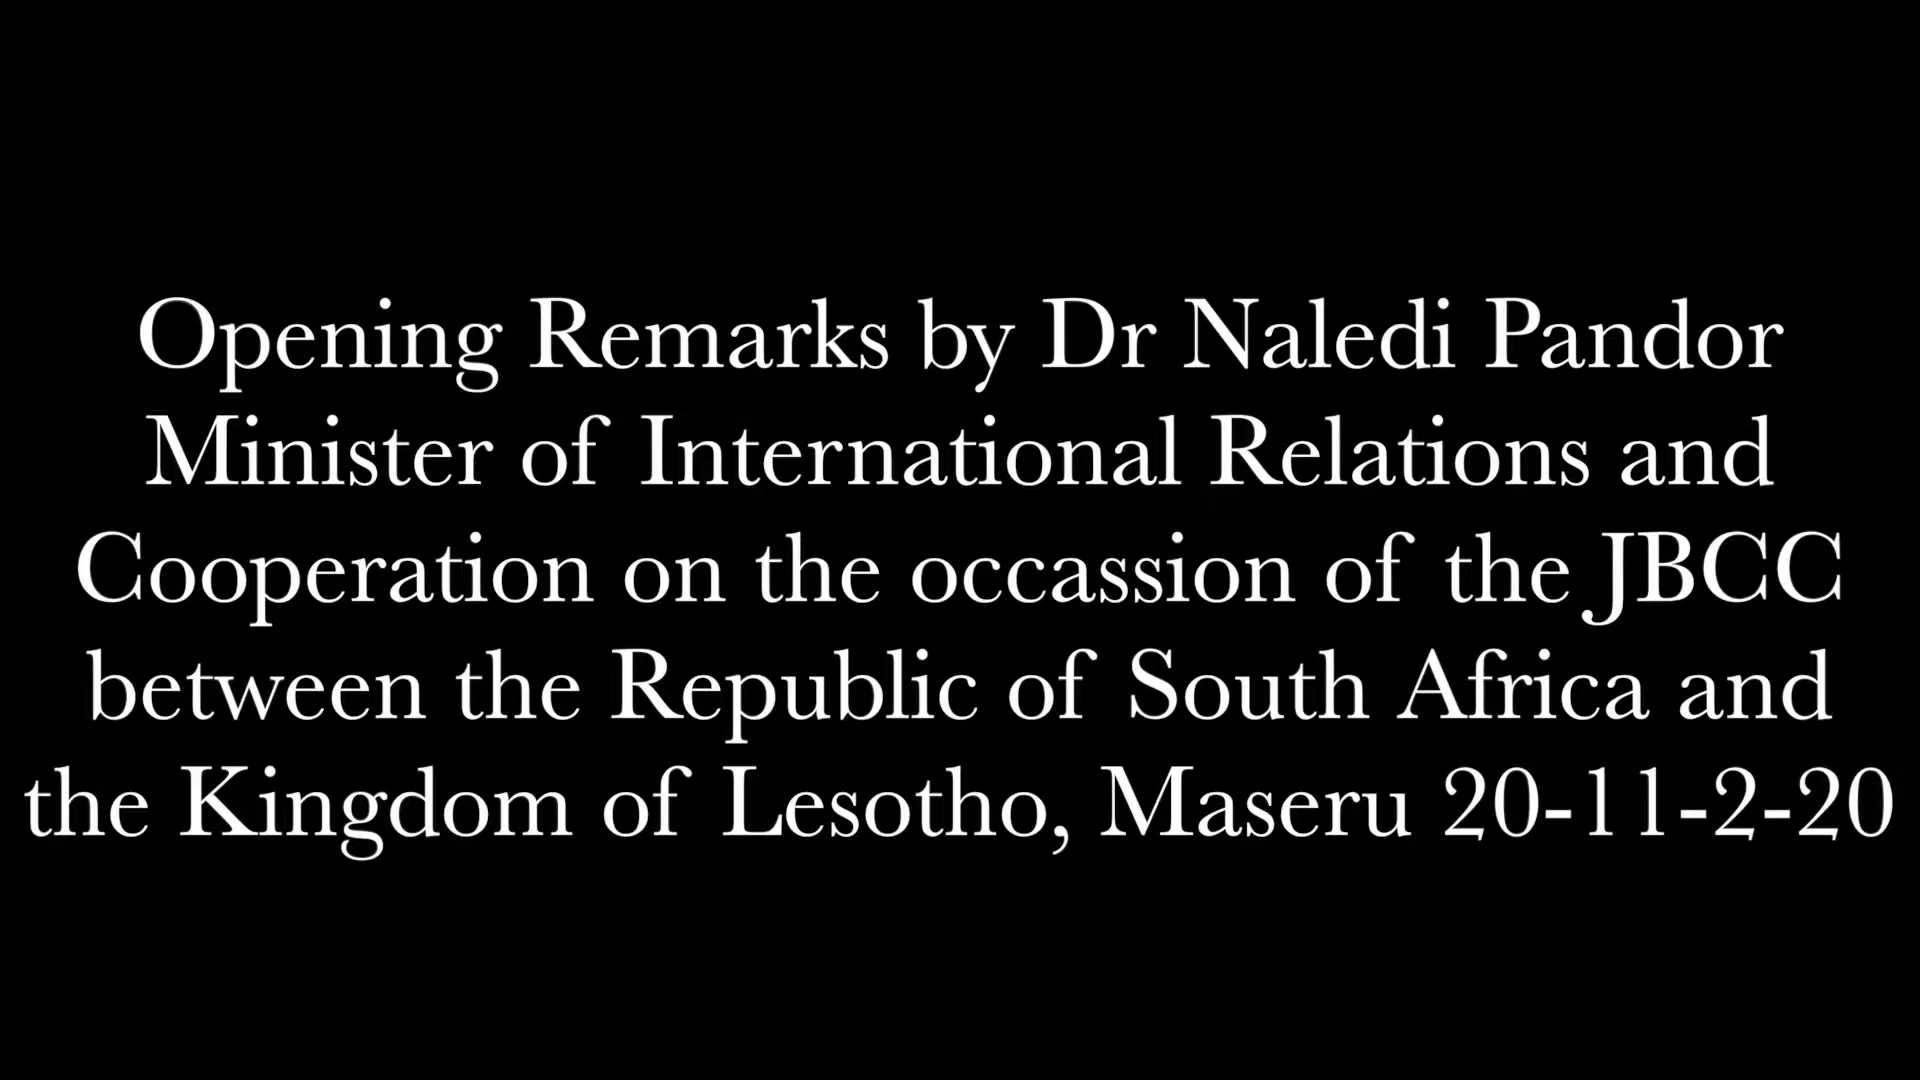 Opening Remarks by Dr Naledi Pandor
Minister of International Relations and
Cooperation on the occassion of the JBCC
between the Republic of South Africa and
the Kingdom of Lesotho, Maseru 20-11-2-20